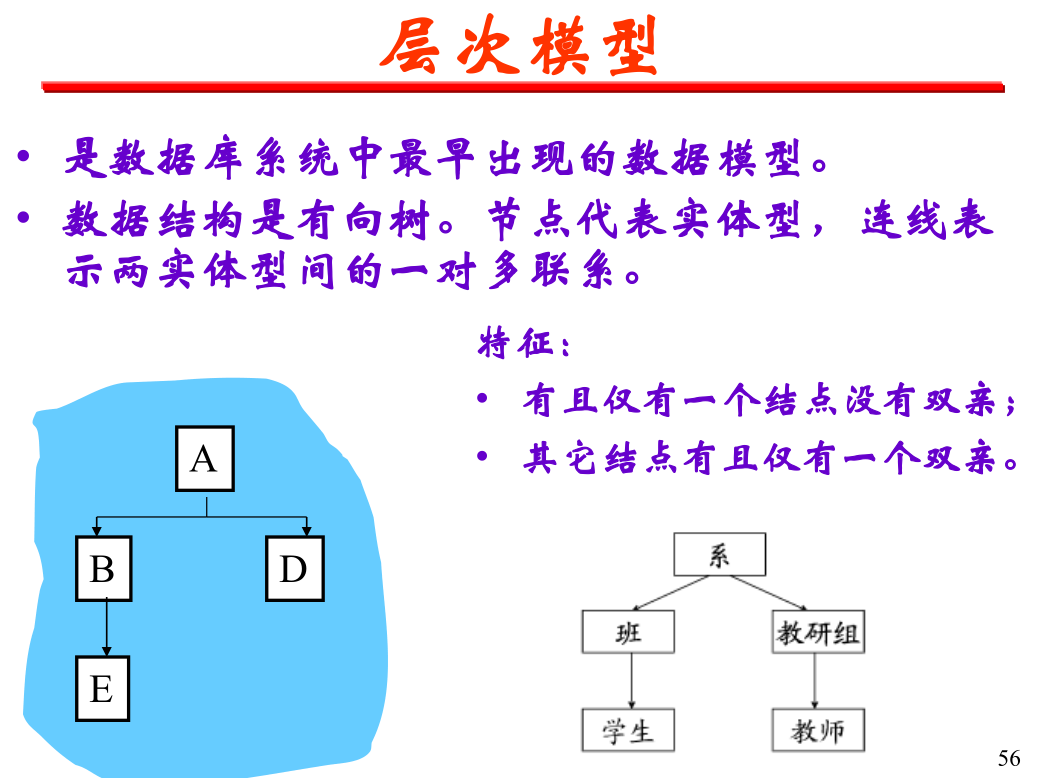 层次模型
• 是数据库系统中最早出现的数据模型。
• 数据结构是有向树。节点代表实体型，连线表
示两实体型间的一对多联系。
特征：
• 有且仅有一个结点没有双亲；
• 其它结点有且仅有一个双亲。
A
B
D
E
系
班
教研组
学生
教师
56